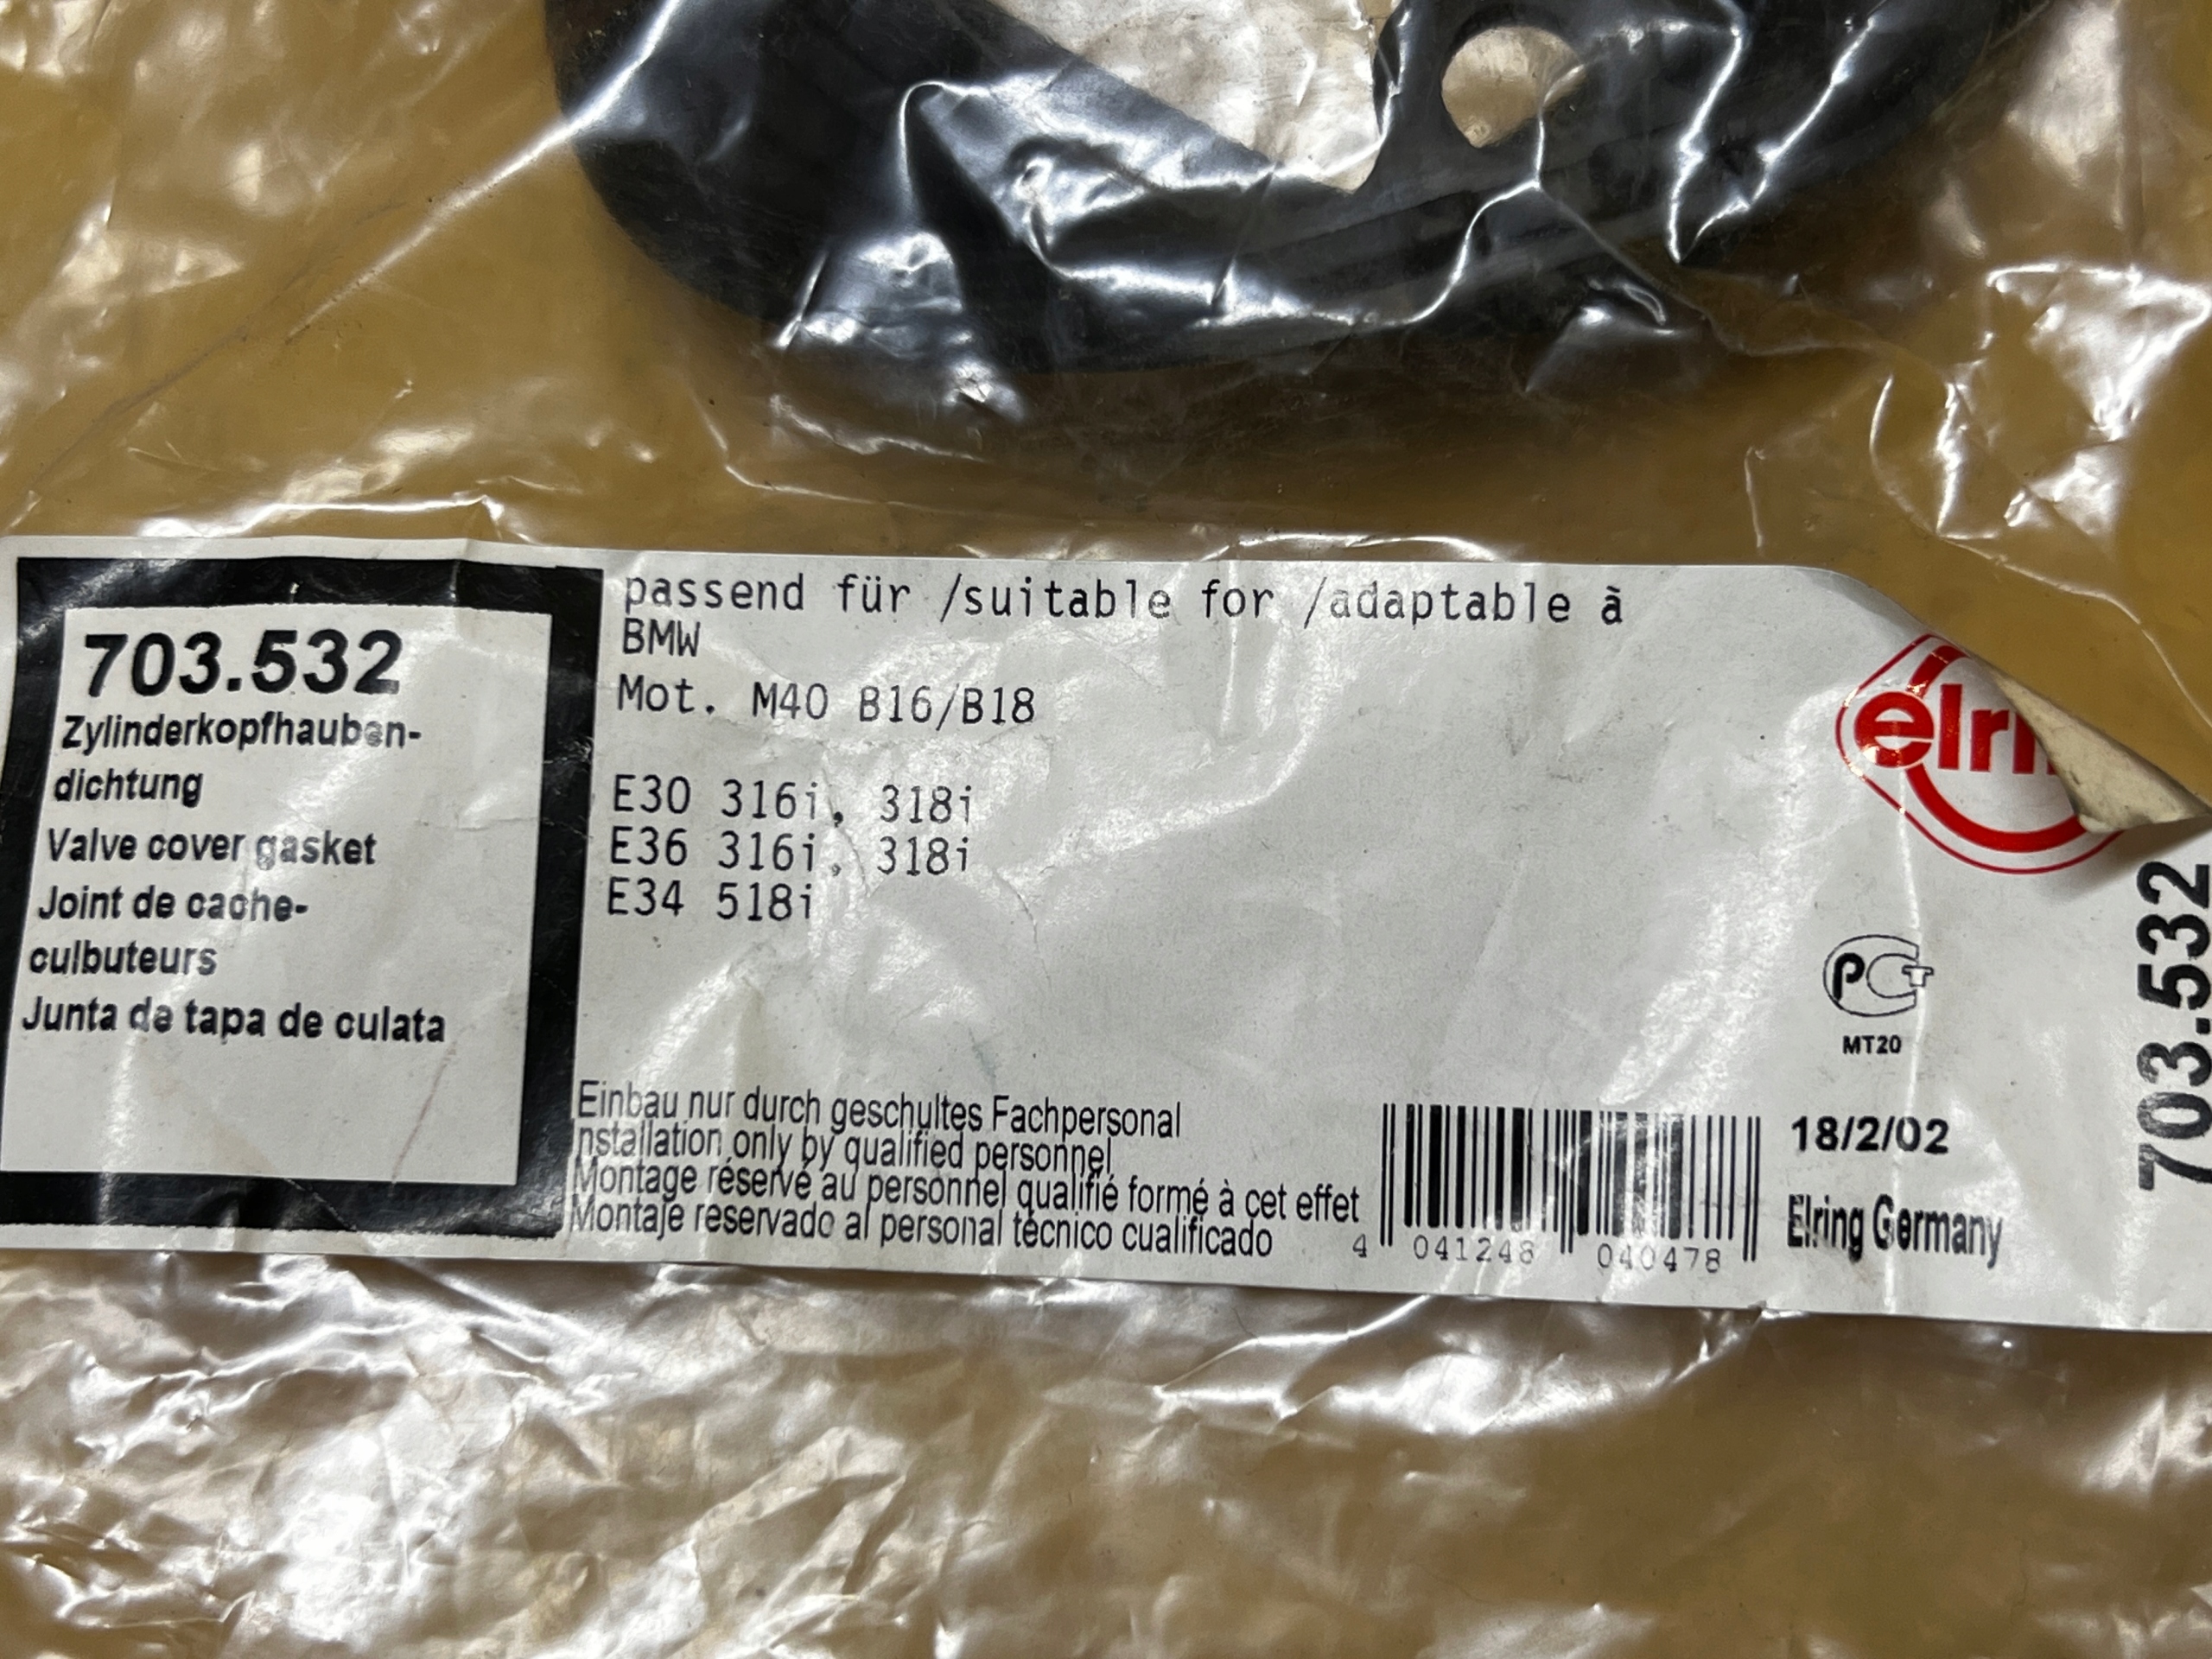 703.532
Zylinderkopfhauben-
dichtung
Valve cover gasket
Joint de cache-
culbuteurs
Junta de tapa de culata
passend für /suitable for /adaptable à
BMW
Mot. M40 B16/B18
E30 316i, 318i
E36 316i, 318i
E34 518i
Einbau nur durch geschultes Fachpersonal
nstallation only by qualified personnel
Montage réservé au personnel qualifié formé à cet effet
Montaje reservado al personal técnico cualificado
4 041248 040478
elri
PCT
MT20
18/2/02
Elring Germany
703.532